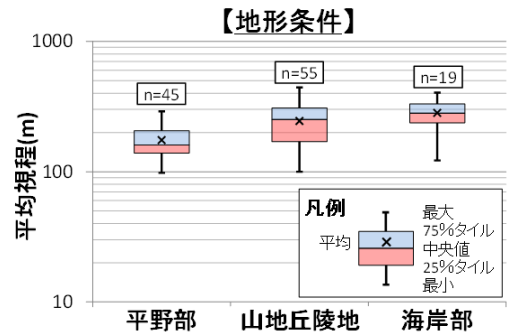 【地形条件】
平均視程(m)
1000
100
10
n=45
n=55
n=19
凡例
平均
最大
75%タイル
中央値
25%タイル
最小
平野部
山地丘陵地
海岸部